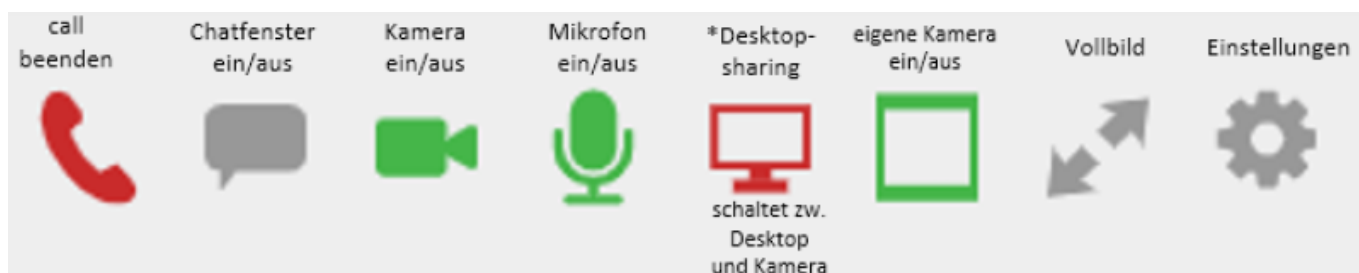 call
beenden
Chatfenster
ein/aus
Kamera
ein/aus
Mikrofon
ein/aus
*Desktop-
sharing
schaltet zw.
Desktop
und Kamera
eigene Kamera
ein/aus
Vollbild
Einstellungen